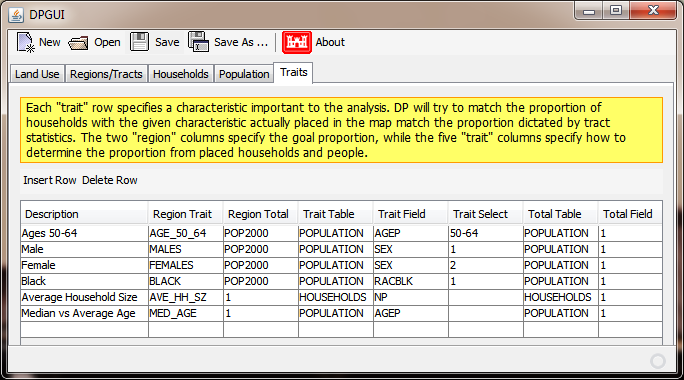 DPGUI
New Open Save Save As ... About
Land Use Regions/Tracts Households Population Traits
Each "trait" row specifies a characteristic important to the analysis. DP will try to match the proportion of
households with the given characteristic actually placed in the map match the proportion dictated by tract
statistics. The two "region" columns specify the goal proportion, while the five "trait" columns specify how to
determine the proportion from placed households and people.
Insert Row Delete Row
Description Region Trait Region Total Trait Table Trait Field Trait Select Total Table Total Field
Ages 50-64 AGE_50_64 POP2000 POPULATION AGEP 50-64 POPULATION 1
Male MALES POP2000 POPULATION SEX 1 POPULATION 1
Female FEMALES POP2000 POPULATION SEX 2 POPULATION 1
Black BLACK POP2000 POPULATION RACBLK 1 POPULATION 1
Average Household Size AVE_HH_SZ 1 HOUSEHOLDS NP HOUSEHOLDS 1
Median vs Average Age MED_AGE 1 POPULATION AGEP POPULATION 1